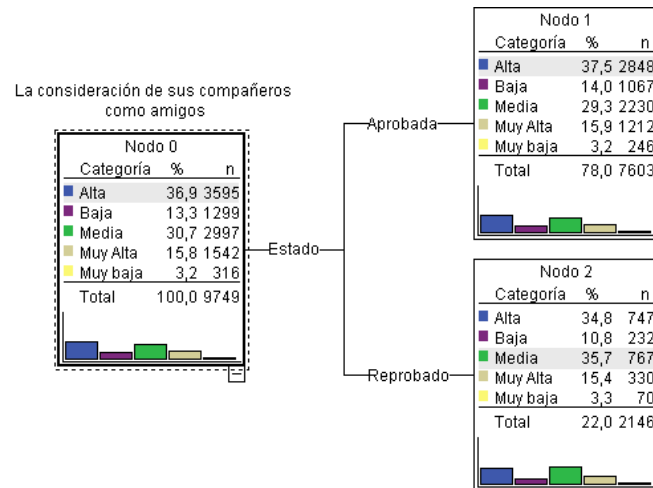 La consideración de sus compañeros
como amigos
Nodo 0
Categoría % n
Alta 36,9 3595
Baja 13,3 1299
Media 30,7 2997
Muy Alta 15,8 1542
Muy baja 3,2 316
Total 100,0 9749
Estado
Aprobada
Nodo 1
Categoría % n
Alta 37,5 2848
Baja 14,0 1067
Media 29,3 2230
Muy Alta 15,9 1212
Muy baja 3,2 246
Total 78,0 7603
Reprobado
Nodo 2
Categoría % n
Alta 34,8 747
Baja 10,8 232
Media 35,7 767
Muy Alta 15,4 330
Muy baja 3,3 70
Total 22,0 2146